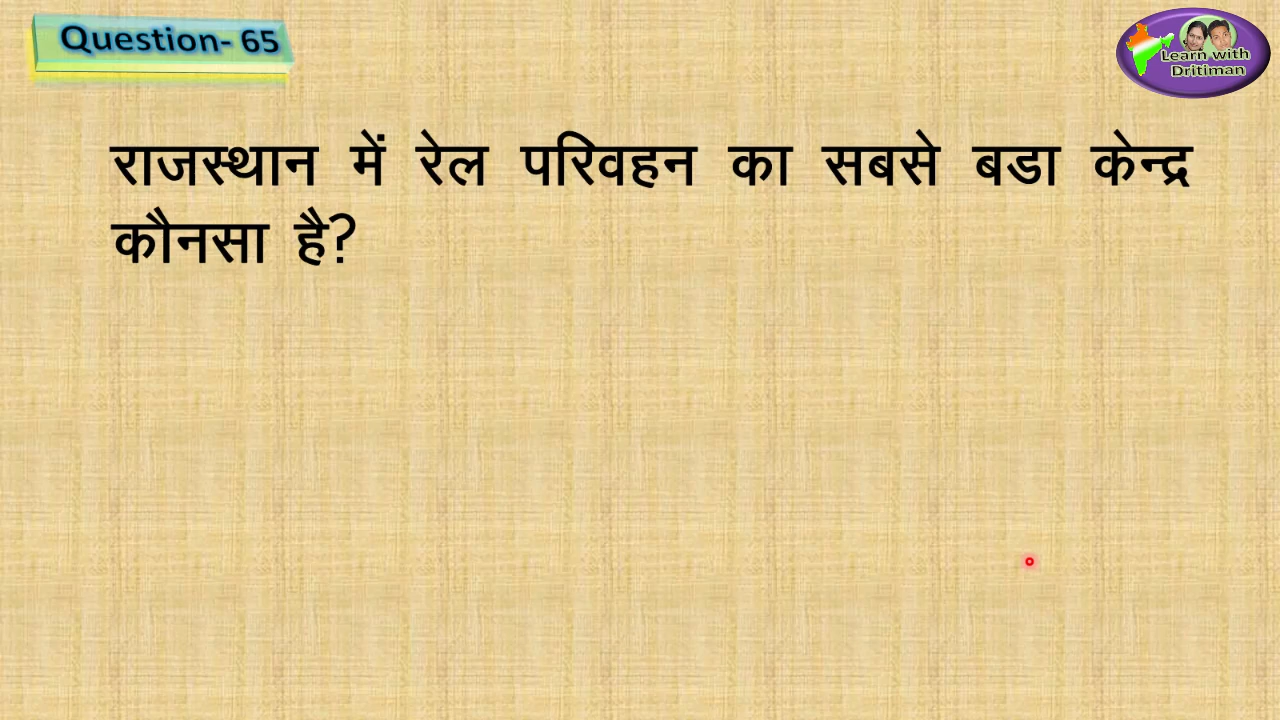 Question- 65
Learn with
Dritiman
राजस्थान में रेल परिवहन का सबसे बडा केन्द्र
कौनसा है?